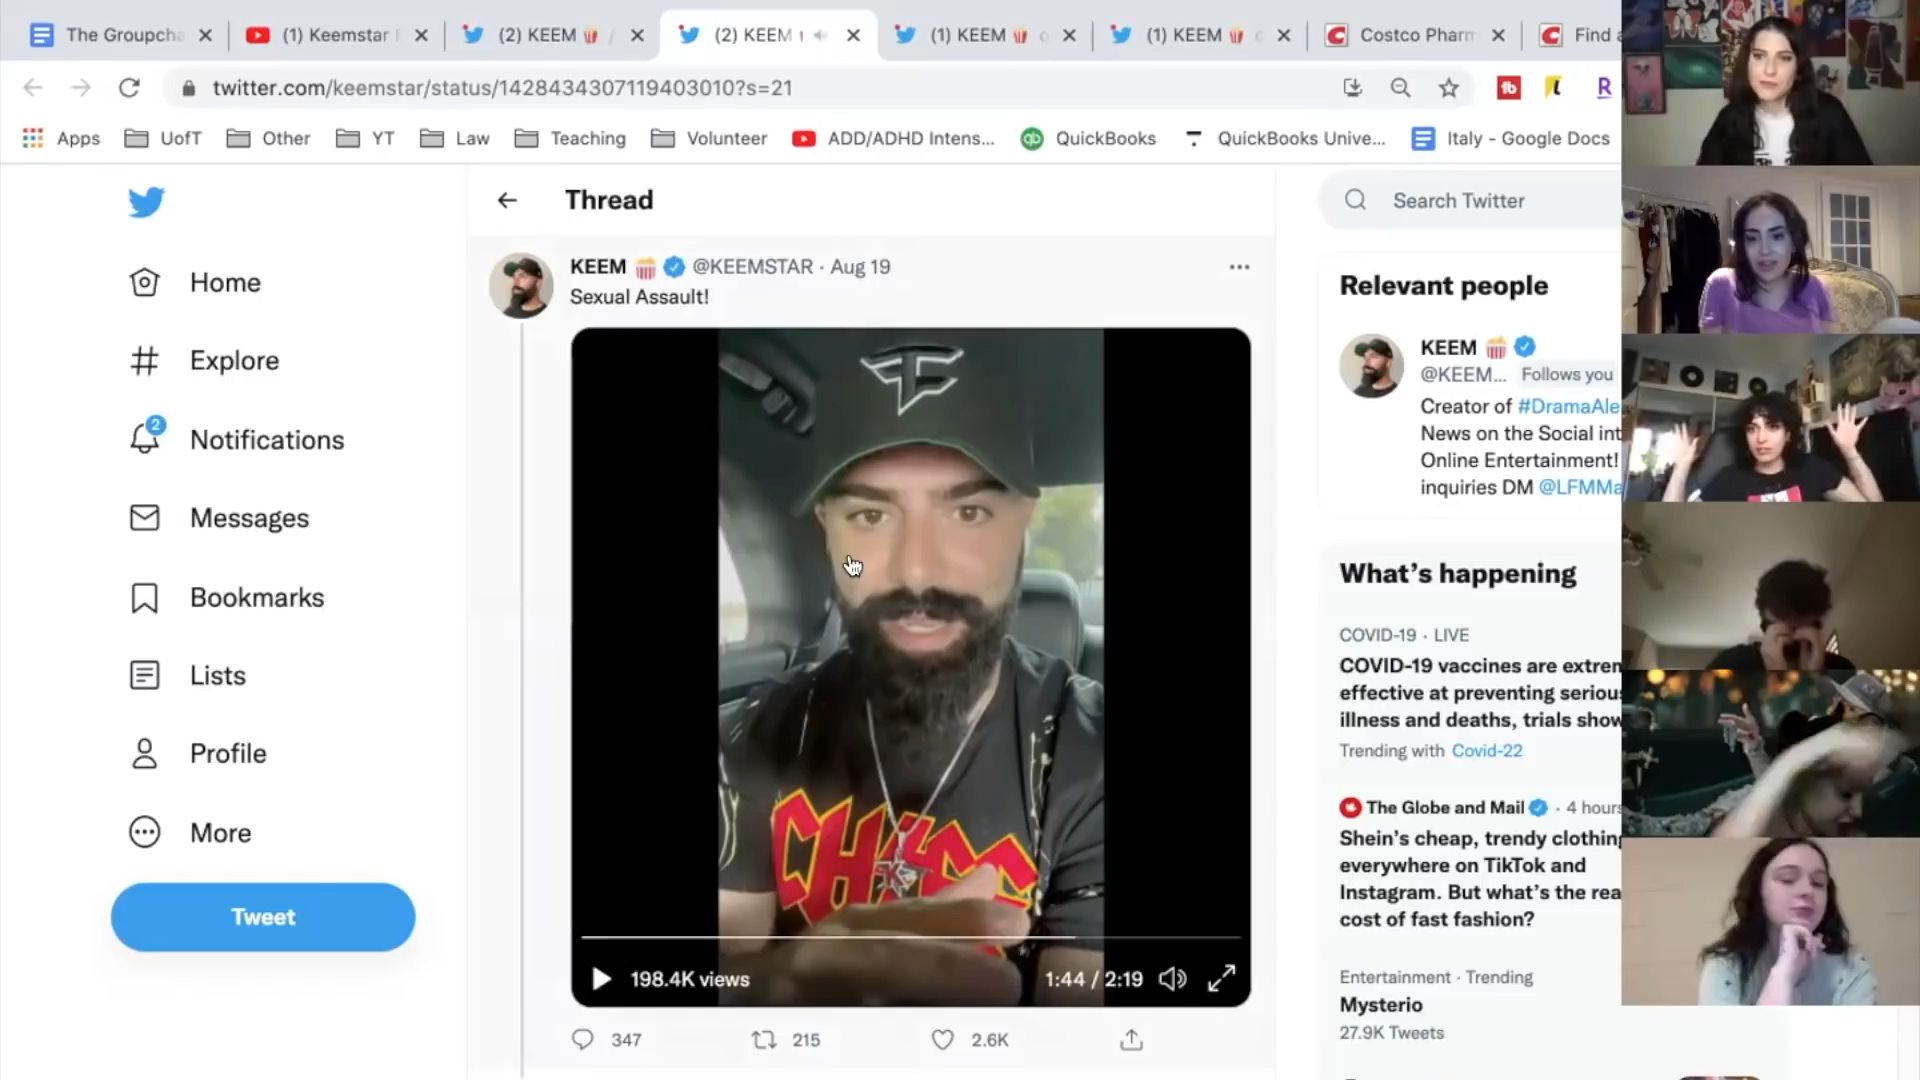 The Groupcha
(1) Keemstar
(2) KEEM
(2) KEEM
(1) KEEM
(1) KEEM
Costco Pharm
Find
twitter.com/keemstar/status/1428434307119403010?s=21
Apps
UofT
Other
YT
Law
Teaching
Volunteer
ADD/ADHD Intens...
QuickBooks
QuickBooks Unive...
Italy - Google Docs
Thread
Search Twitter
Home
Explore
2
Notifications
Messages
Bookmarks
Lists
Profile
More
Tweet
KEEM @KEEMSTAR · Aug 19
Sexual Assault!
198.4K views
1:44 / 2:19
347
215
2.6K
Relevant people
KEEM
@KEEM... Follows you
Creator of #DramaAle
News on the Social int
Online Entertainment!
inquiries DM @LFMMa
What's happening
COVID-19 · LIVE
COVID-19 vaccines are extrem
effective at preventing seriou
illness and deaths, trials show
Trending with Covid-22
The Globe and Mail · 4 hours
Shein's cheap, trendy clothing
everywhere on TikTok and
Instagram. But what's the rea
cost of fast fashion?
Entertainment · Trending
Mysterio
27.9K Tweets